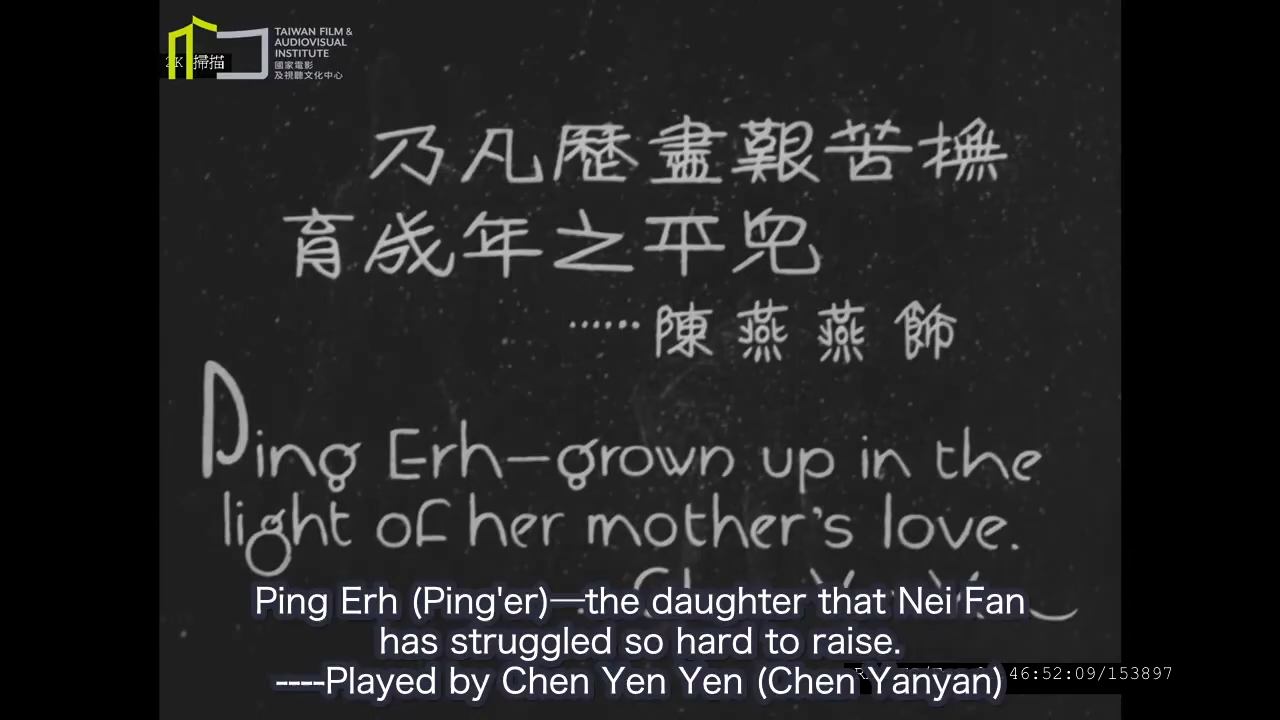 TAIWAN FILM &
AUDIOVISUAL
INSTITUTE
國家電影
及視聽文化中心
2K 掃描
乃凡歷盡艱苦撫
育成年之平兒
······陳燕燕飾
Ping Erh—grown up in the
light of her mother's love.
Ping Erh (Ping'er)—the daughter that Nei Fan
has struggled so hard to raise.
----Played by Chen Yen Yen (Chen Yanyan)
46:52:09/153897